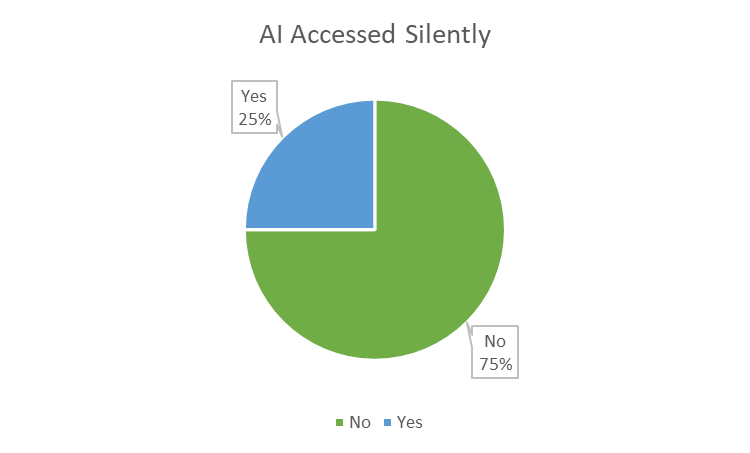 AI Accessed Silently
Yes
25%
No
75%
No Yes